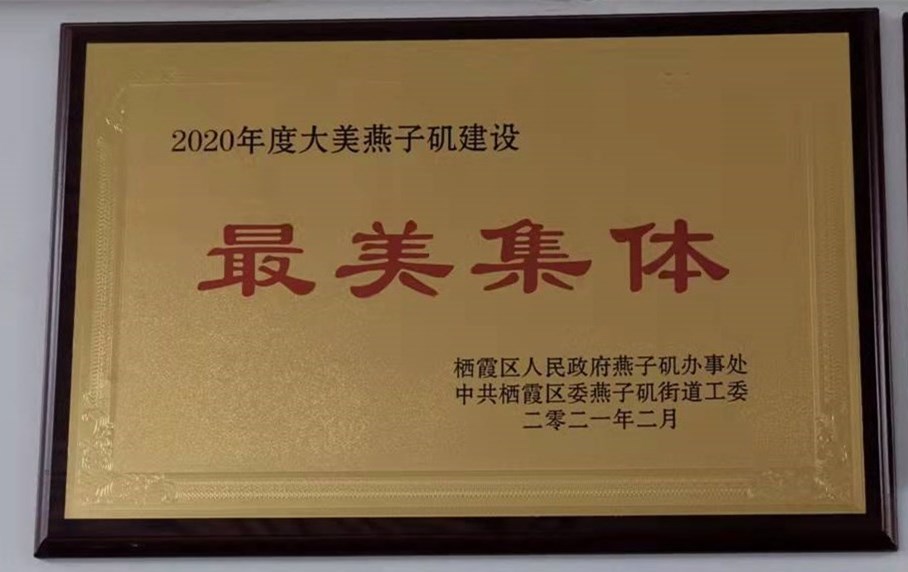 2020年度大美燕子矶建设
最美集体
栖霞区人民政府燕子矶办事处
中共栖霞区委燕子矶街道工委
二零二一年二月